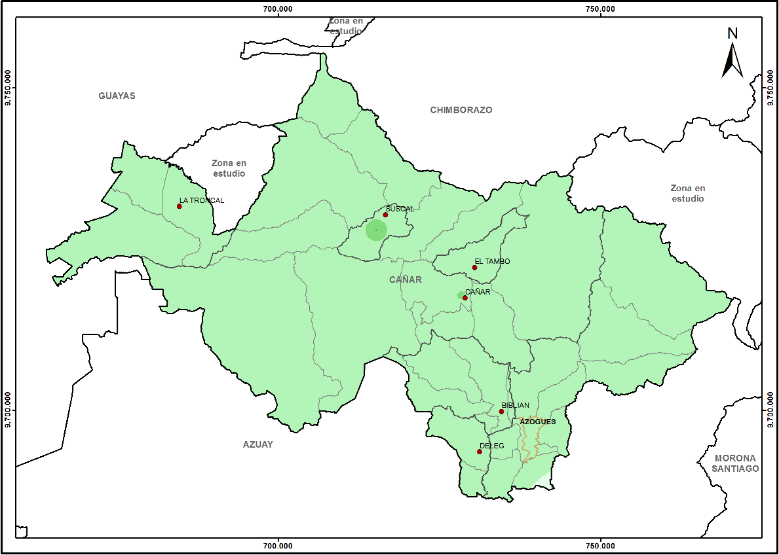 700.000
750.000
Zona en
estudio
N
9.750.000
9.750.000
GUAYAS
CHIMBORAZO
Zona en
estudio
Zona en
estudio
LA TRONCAL
SUSCAL
EL TAMBO
CAÑAR
CAÑAR
9.710.000
9.700.000
BIBLIAN
AZOGUES
AZUAY
DELEG
MORONA
SANTIAGO
700.000
750.000